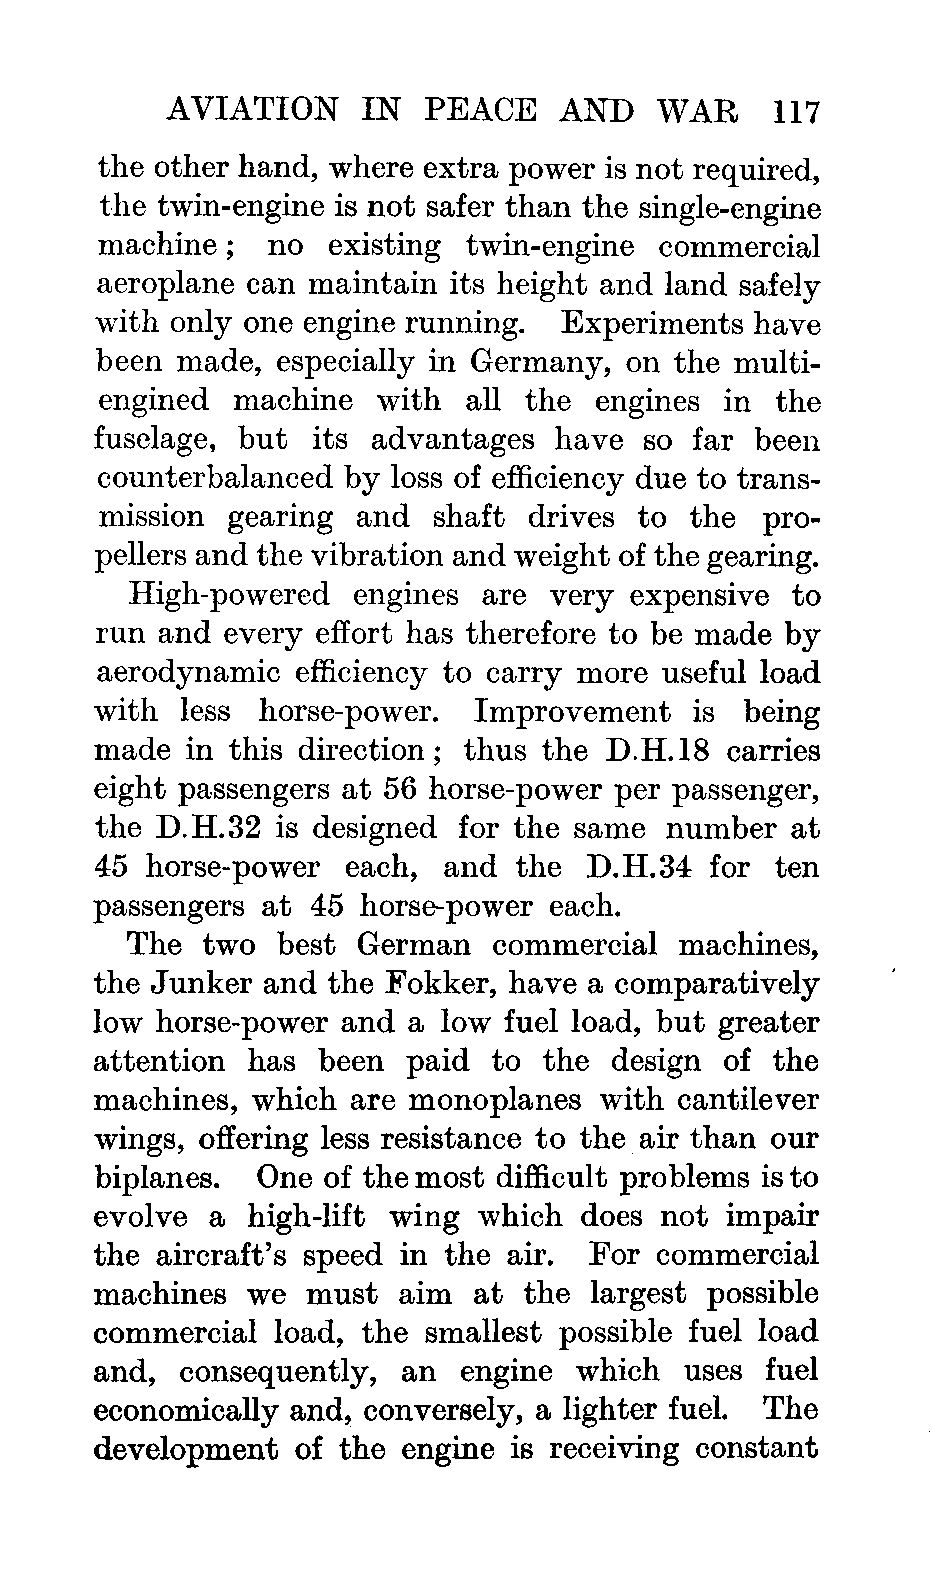 AVIATION IN PEACE AND WAR 117
the other hand, where extra power is not required,
the twin-engine is not safer than the single-engine
machine ; no existing twin-engine commercial
aeroplane can maintain its height and land safely
with only one engine running. Experiments have
been made, especially in Germany, on the multi-
engined machine with all the engines in the
fuselage, but its advantages have so far been
counterbalanced by loss of efficiency due to trans-
mission gearing and shaft drives to the pro-
pellers and the vibration and weight of the gearing.
High-powered engines are very expensive to
run and every effort has therefore to be made by
aerodynamic efficiency to carry more useful load
with less horse-power. Improvement is being
made in this direction ; thus the D.H.18 carries
eight passengers at 56 horse-power per passenger,
the D.H.32 is designed for the same number at
45 horse-power each, and the D.H.34 for ten
passengers at 45 horse-power each.
The two best German commercial machines,
the Junker and the Fokker, have a comparatively
low horse-power and a low fuel load, but greater
attention has been paid to the design of the
machines, which are monoplanes with cantilever
wings, offering less resistance to the air than our
biplanes. One of the most difficult problems is to
evolve a high-lift wing which does not impair
the aircraft's speed in the air. For commercial
machines we must aim at the largest possible
commercial load, the smallest possible fuel load
and, consequently, an engine which uses fuel
economically and, conversely, a lighter fuel. The
development of the engine is receiving constant